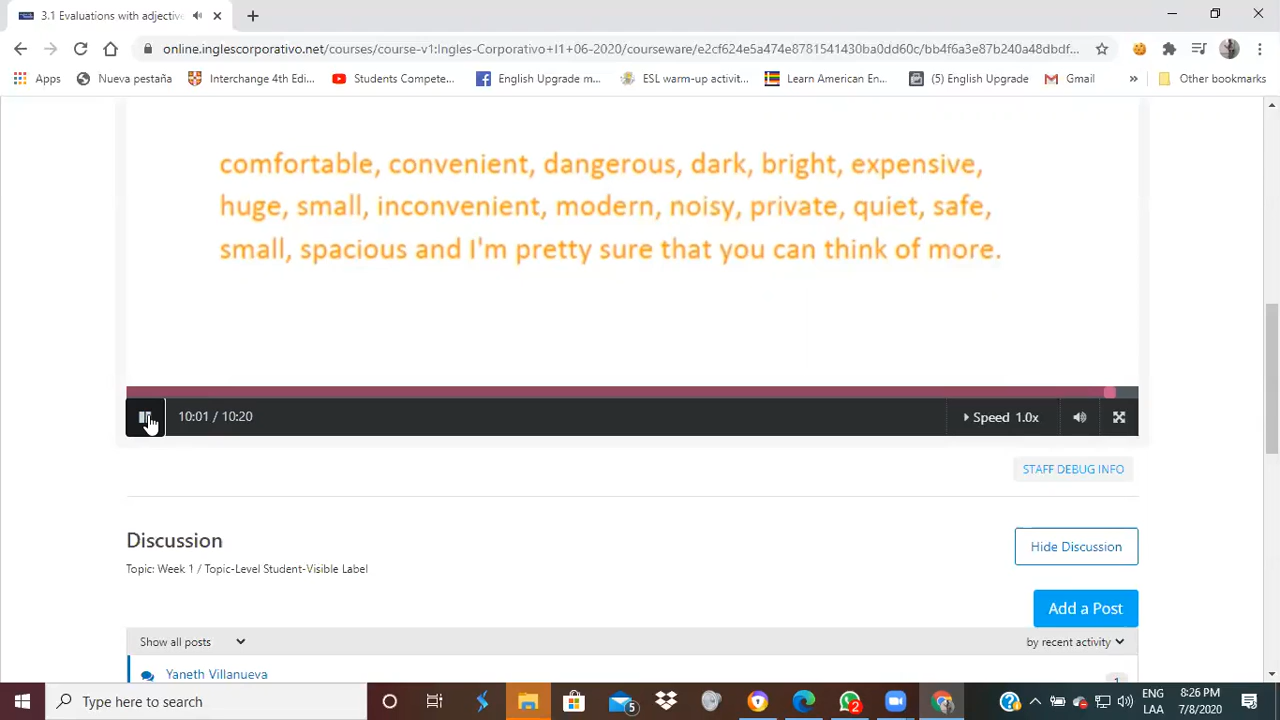 3.1 Evaluations with adjective
online.inglescorporativo.net/courses/course-v1:Ingles-Corporativo+I1+06-2020/courseware/e2cf624e5a474e8781541430ba0dd60c/bb4f6a3e87b240a48dbdf...
Apps Nueva pestaña Interchange 4th Edi... Students Compete... English Upgrade m... ESL warm-up activit... Learn American En... (5) English Upgrade Gmail » Other bookmarks
comfortable, convenient, dangerous, dark, bright, expensive,
huge, small, inconvenient, modern, noisy, private, quiet, safe,
small, spacious and I'm pretty sure that you can think of more.
10:01 / 10:20 Speed 1.0x
STAFF DEBUG INFO
Discussion Hide Discussion
Topic: Week 1 / Topic-Level Student-Visible Label
Add a Post
Show all posts by recent activity
Yaneth Villanueva 1
Type here to search 5 2 ENG 8:26 PM
LAA 7/8/2020